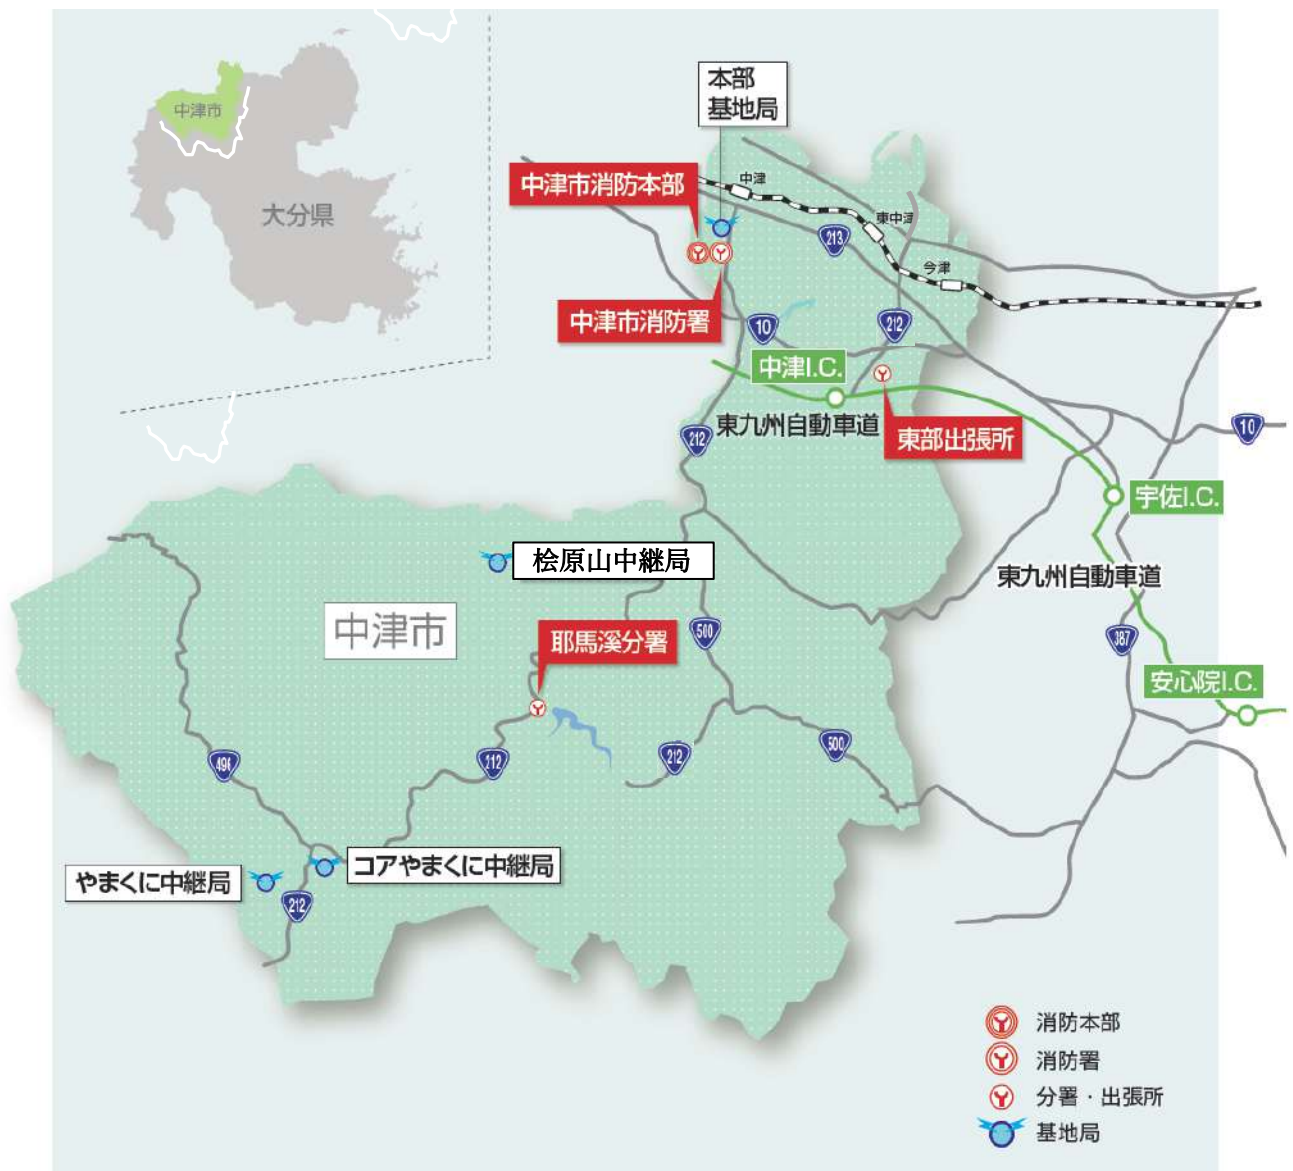 中津市
大分県
本部
基地局
中津市消防本部
中津
東中津
213
今津
中津市消防署
10
212
中津I.C.
東九州自動車道
東部出張所
212
10
宇佐I.C.
桧原山中継局
東九州自動車道
中津市
耶馬溪分署
500
387
安心院I.C.
496
212
212
500
コアやまくに中継局
やまくに中継局
212
消防本部
消防署
分署・出張所
基地局